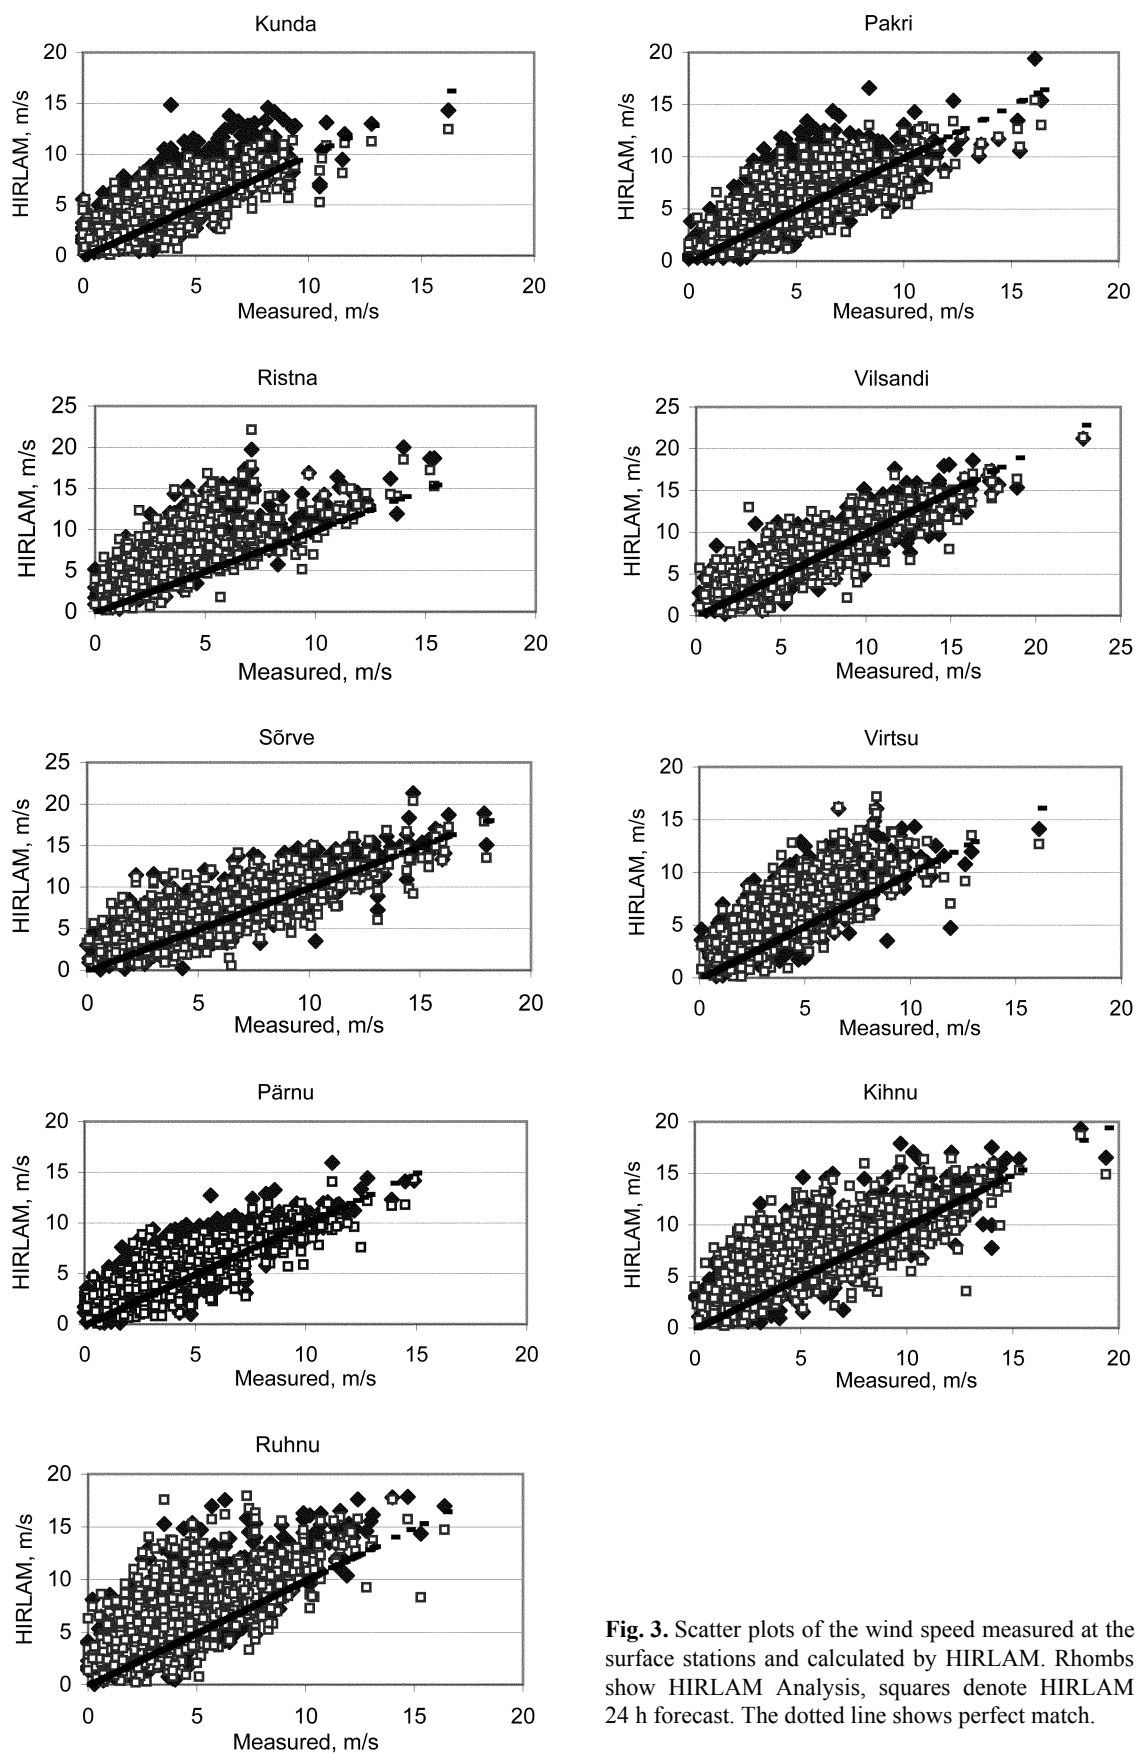 Kunda
20
15
10
5
0
HIRLAM, m/s
0 5 10 15 20
Measured, m/s
Pakri
20
15
10
5
0
HIRLAM, m/s
0 5 10 15 20
Measured, m/s
Ristna
25
20
15
10
5
0
HIRLAM, m/s
0 5 10 15 20
Measured, m/s
Vilsandi
25
20
15
10
5
0
HIRLAM, m/s
0 5 10 15 20 25
Measured, m/s
Sõrve
25
20
15
10
5
0
HIRLAM, m/s
0 5 10 15 20
Measured, m/s
Virtsu
20
15
10
5
0
HIRLAM, m/s
0 5 10 15 20
Measured, m/s
Pärnu
20
15
10
5
0
HIRLAM, m/s
0 5 10 15 20
Measured, m/s
Kihnu
20
15
10
5
0
HIRLAM, m/s
0 5 10 15 20
Measured, m/s
Ruhnu
20
15
10
5
0
HIRLAM, m/s
0 5 10 15 20
Measured, m/s
Fig. 3. Scatter plots of the wind speed measured at the
surface stations and calculated by HIRLAM. Rhombs
show HIRLAM Analysis, squares denote HIRLAM
24 h forecast. The dotted line shows perfect match.